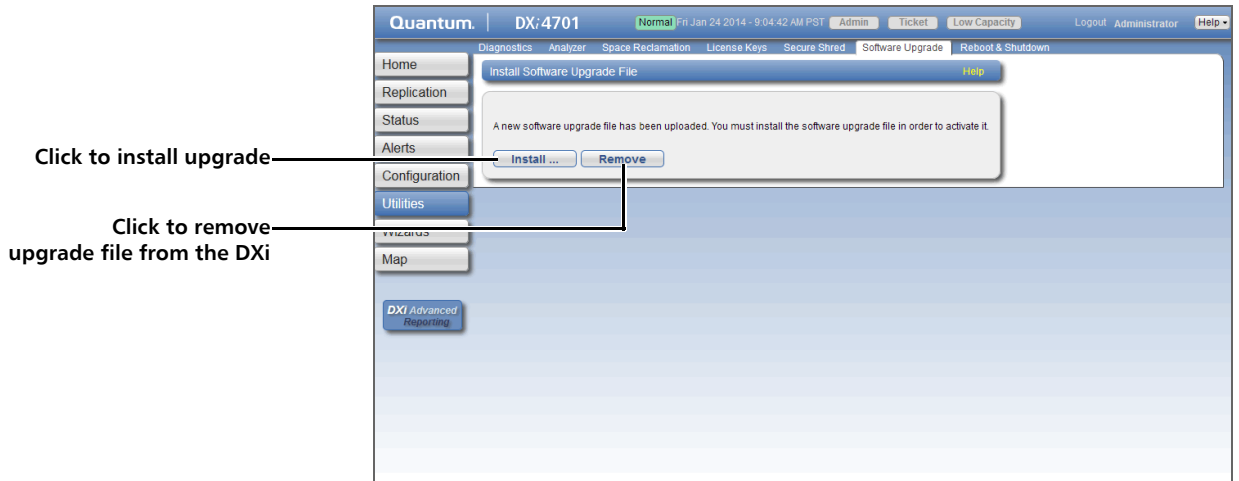 Quantum. DXi4701 Normal Fri Jan 24 2014 - 9:04:42 AM PST Admin Ticket Low Capacity Logout Administrator Help
Diagnostics Analyzer Space Reclamation License Keys Secure Shred Software Upgrade Reboot & Shutdown
Home
Replication
Status
Alerts
Configuration
Utilities
Wizards
Map
DXi Advanced
Reporting
Install Software Upgrade File Help
A new software upgrade file has been uploaded. You must install the software upgrade file in order to activate it.
Install ... Remove
Click to install upgrade
Click to remove
upgrade file from the DXi